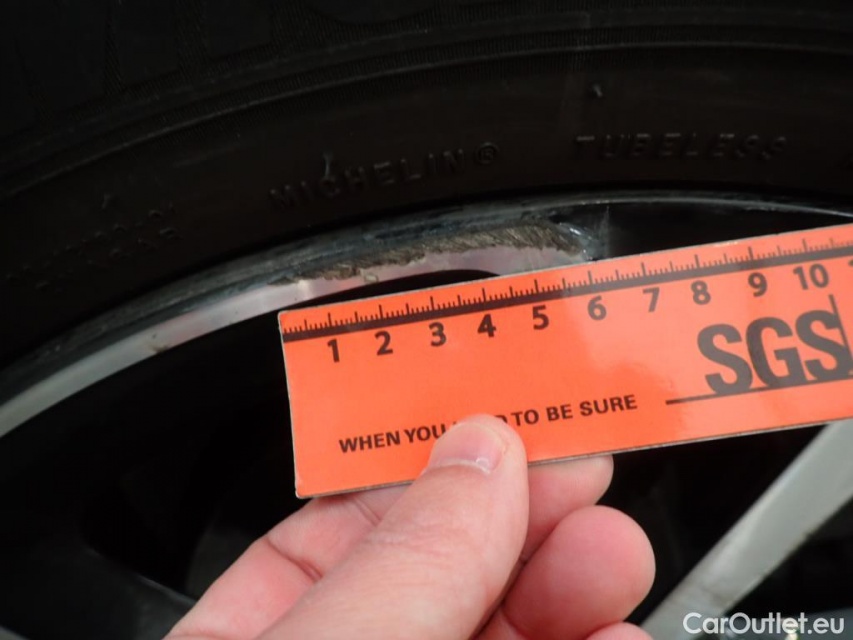 MICHELIN® TUBELESS
1 2 3 4 5 6 7 8 9 10
SGS
WHEN YOU TO BE SURE
CarOutlet.eu